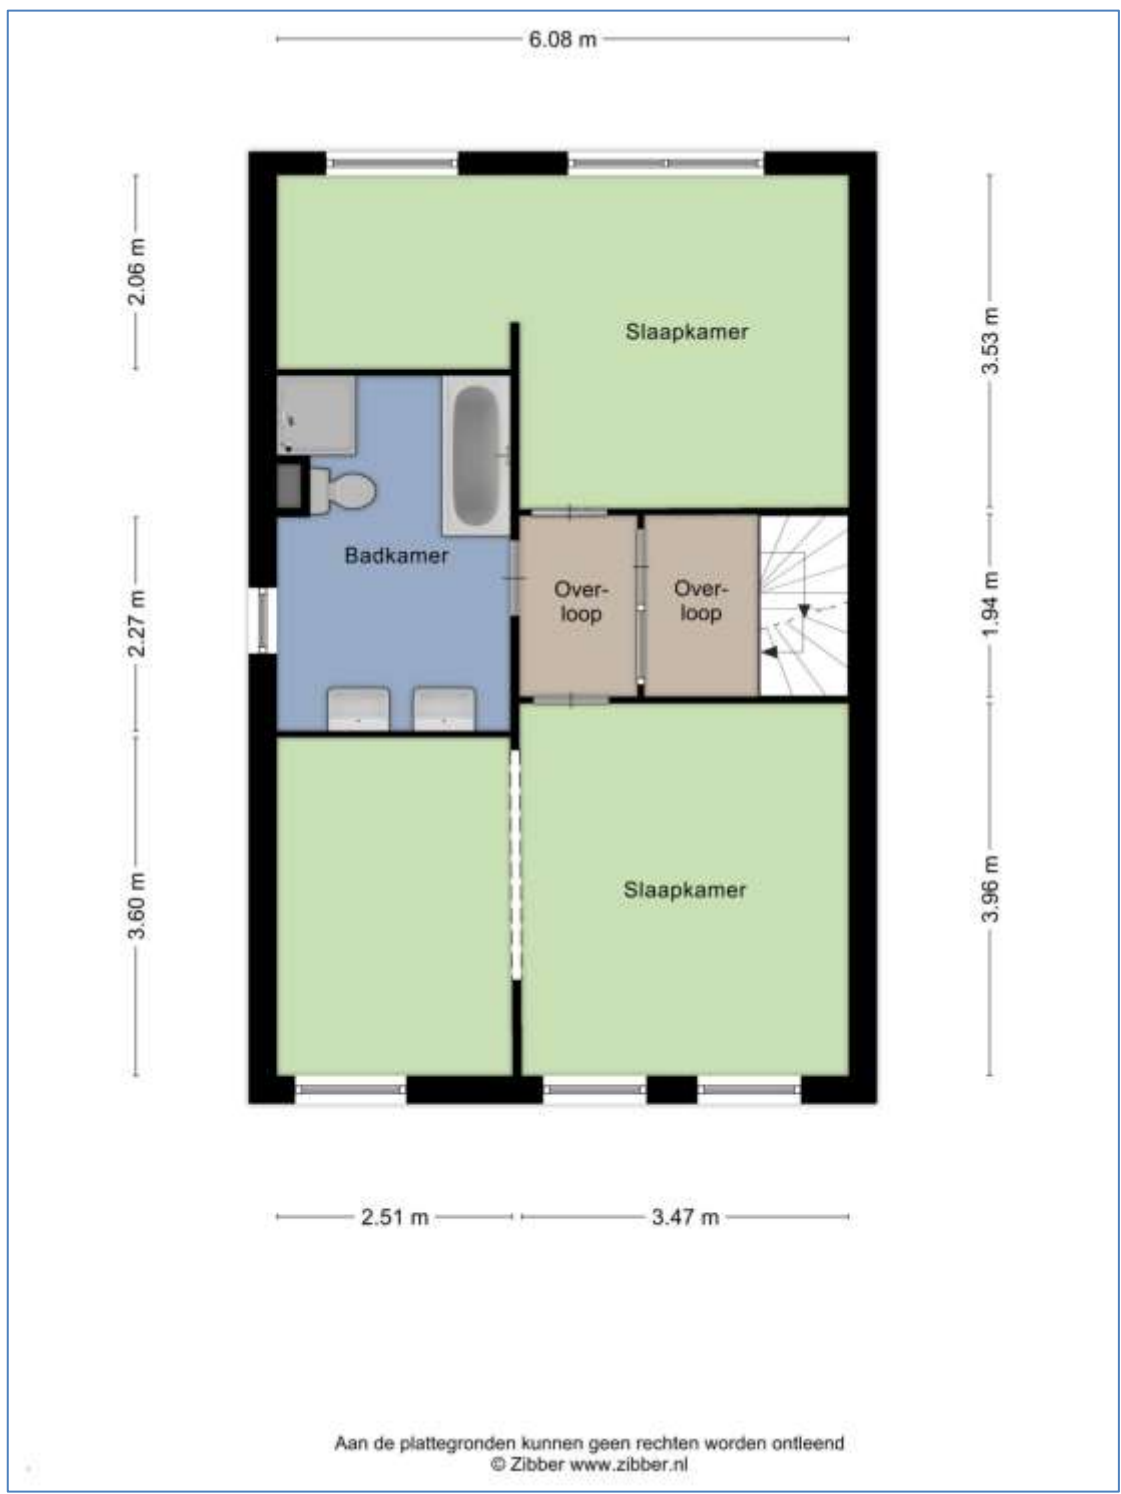 6.08 m
2.06 m
Slaapkamer
3.53 m
Badkamer
Over-
loop
Over-
loop
2.27 m
1.94 m
Slaapkamer
3.60 m
3.96 m
2.51 m
3.47 m
Aan de plattegronden kunnen geen rechten worden ontleend
© Zibber www.zibber.nl